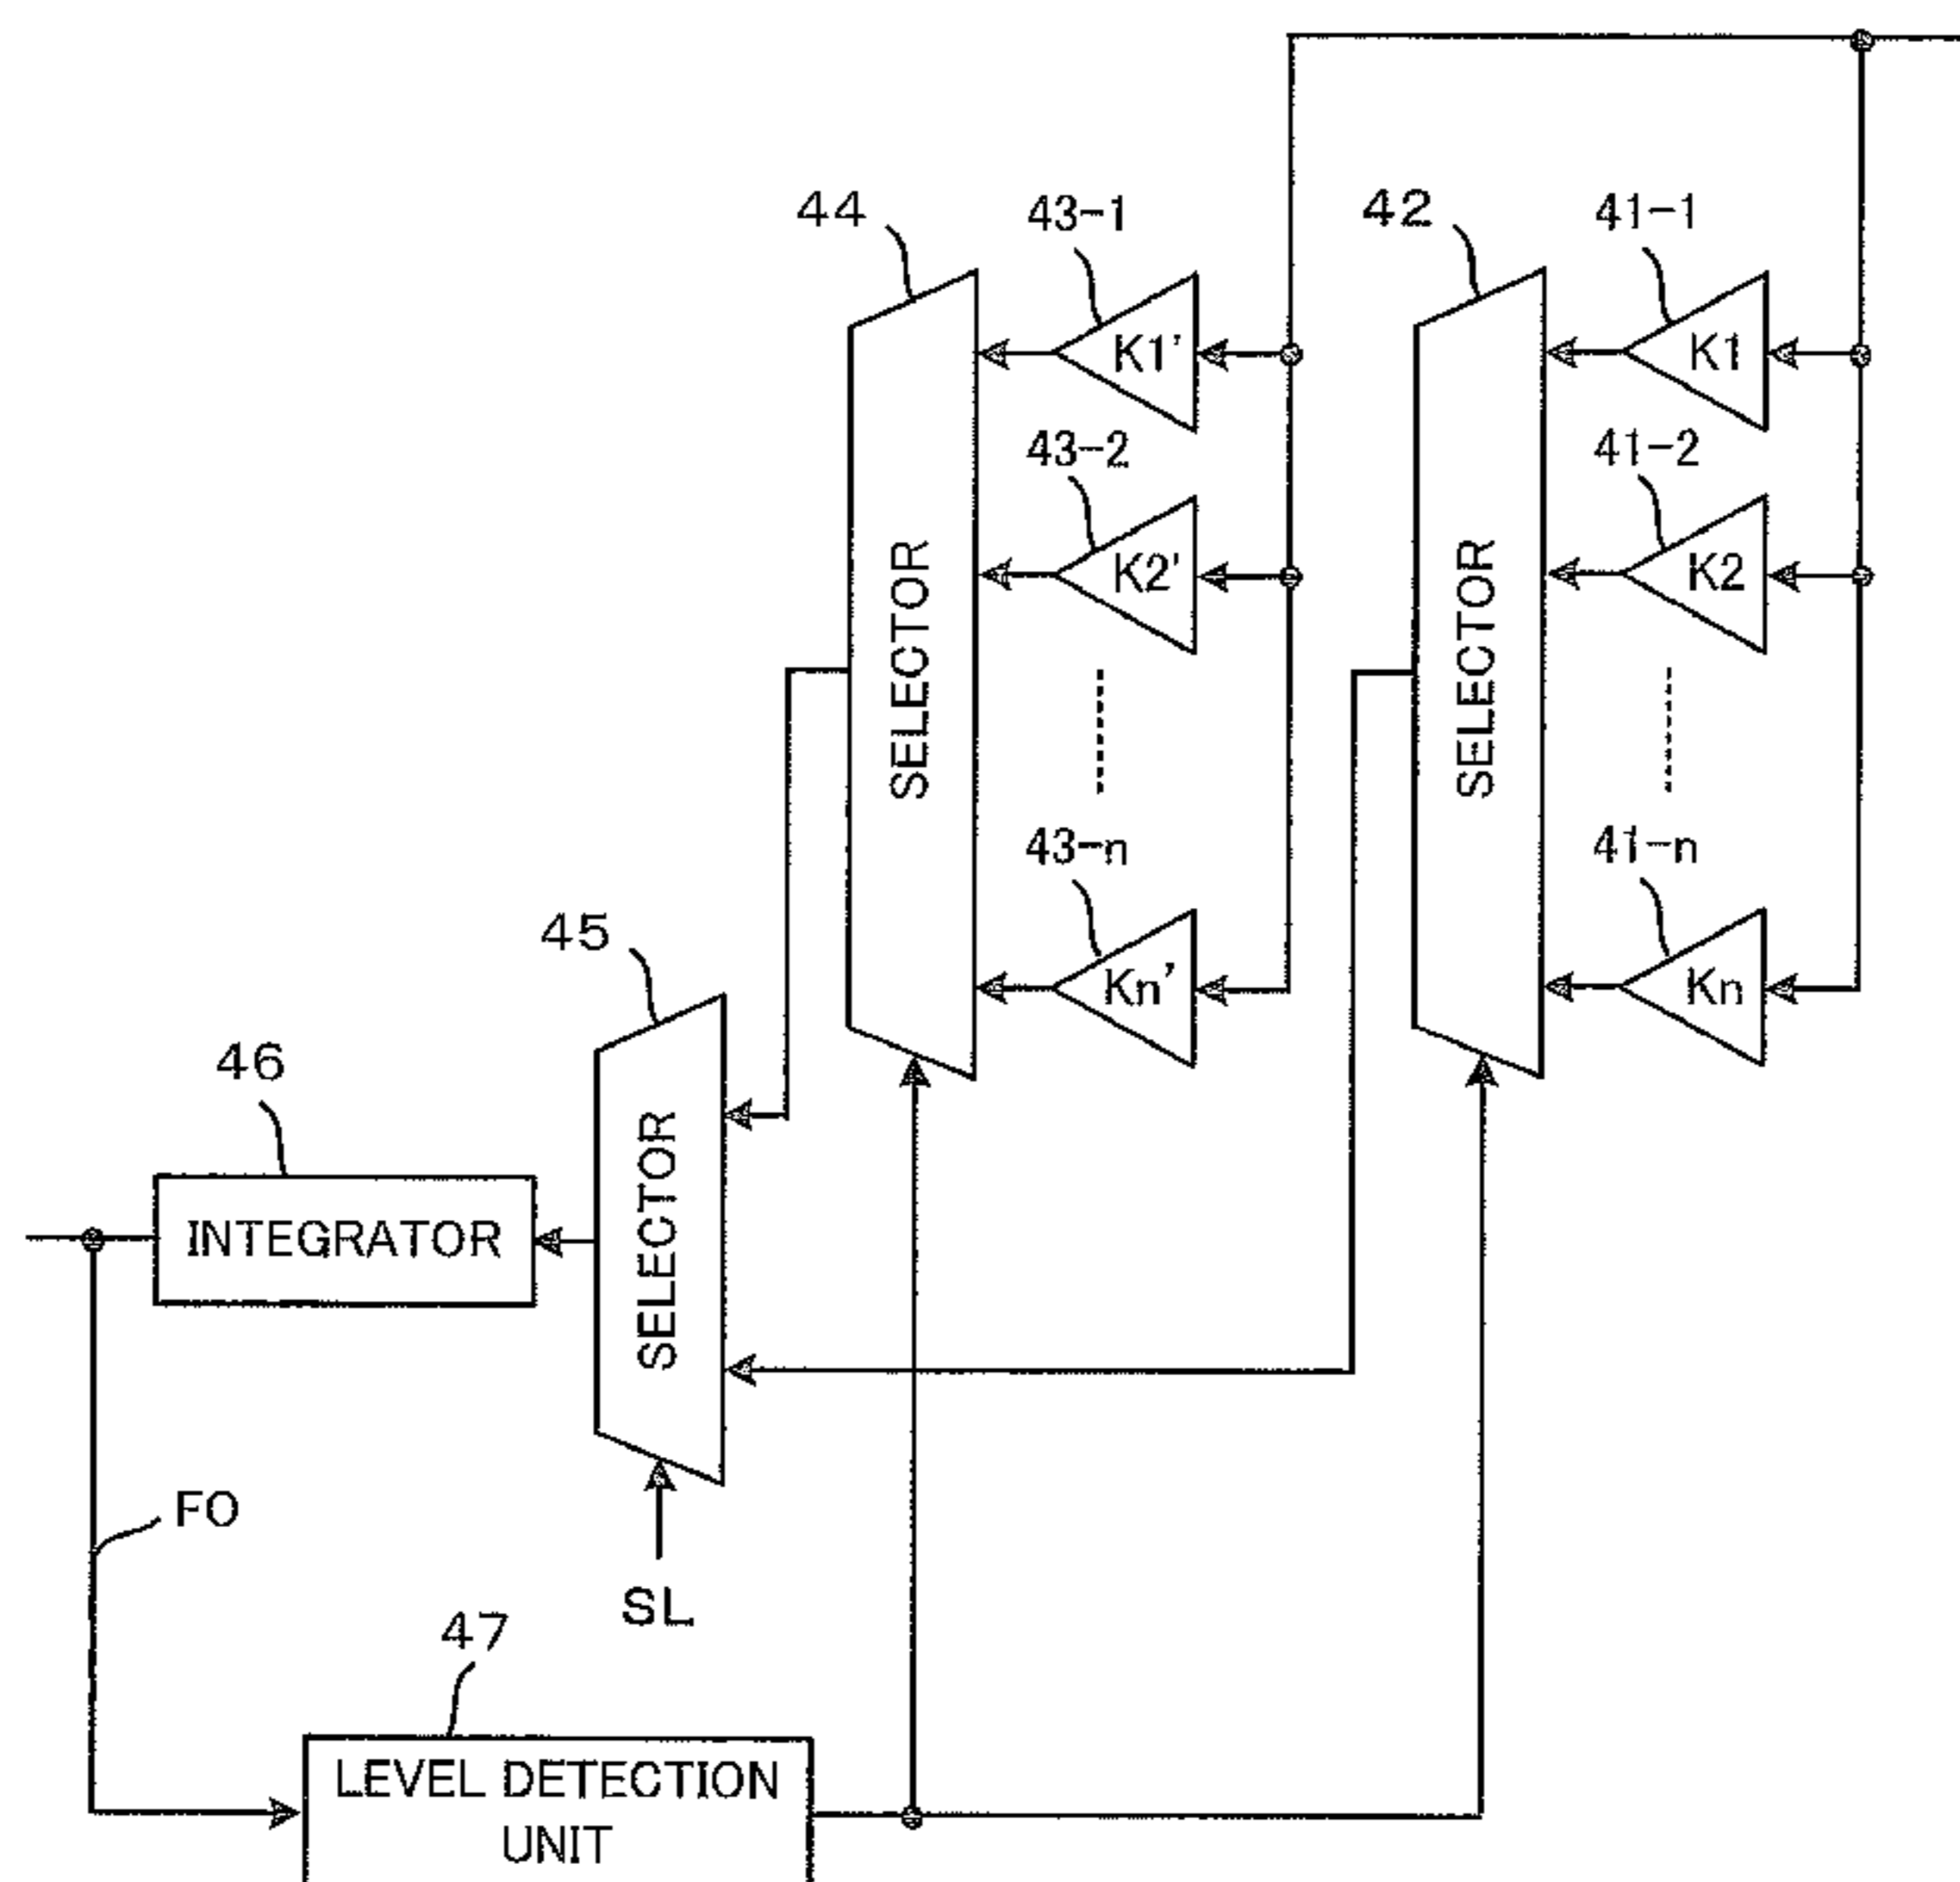 44
43-1
42
41-1
K1'
K1
43-2
41-2
K2'
K2
SELECTOR
SELECTOR
43-n
41-n
Kn'
Kn
45
46
SELECTOR
INTEGRATOR
FO
SL
47
LEVEL DETECTION
UNIT